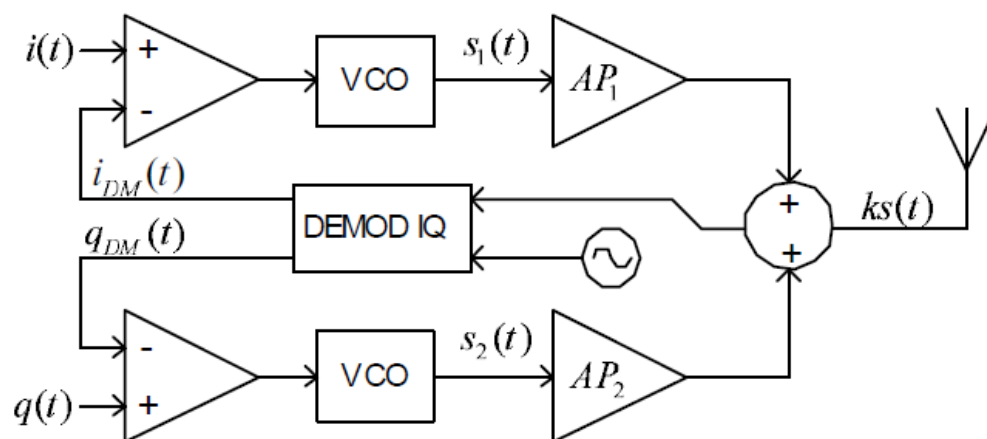 i(t)
+
-
VCO
s₁(t)
AP₁
i_DM(t)
q_DM(t)
DEMOD IQ
+
+
ks(t)
-
+
q(t)
VCO
s₂(t)
AP₂